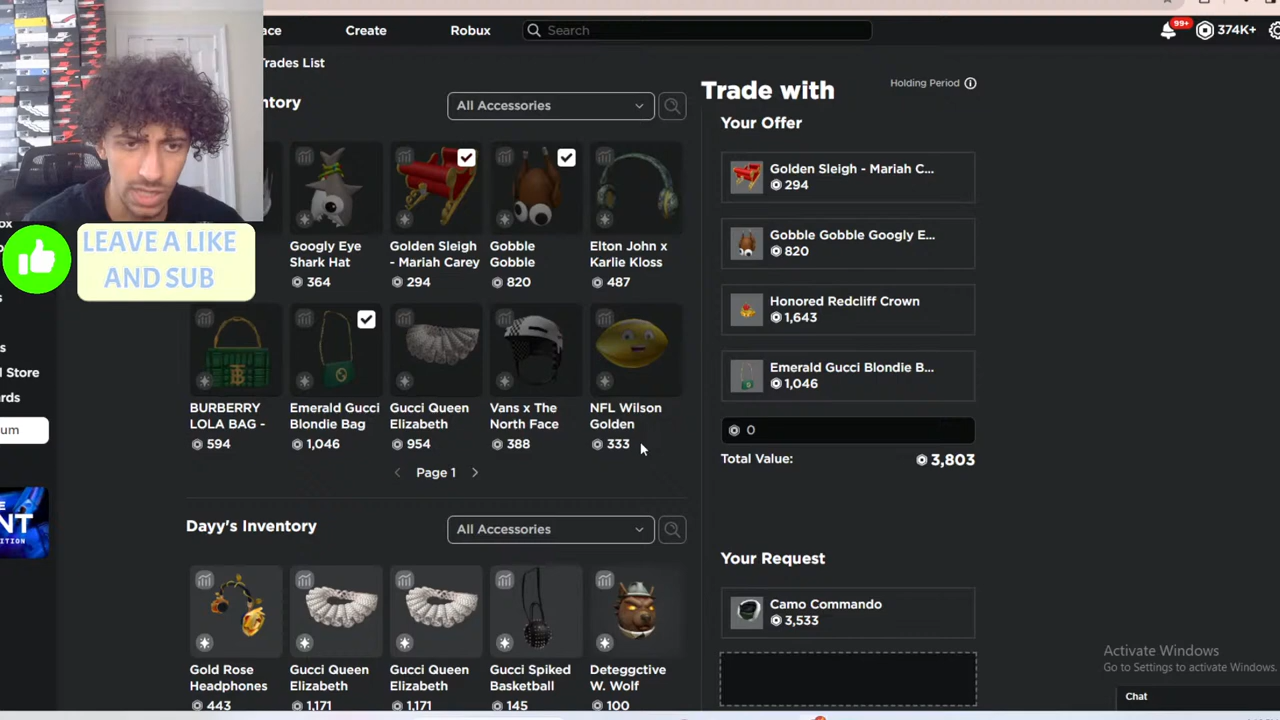 ace
Create
Robux
Search
99+
374K+
Trades List
entory
All Accessories
Trade with
Holding Period
Your Offer
Googly Eye
Shark Hat
364
Golden Sleigh
- Mariah Carey
294
Gobble
Gobble
820
Elton John x
Karlie Kloss
487
BURBERRY
LOLA BAG -
594
Emerald Gucci
Blondie Bag
1,046
Gucci Queen
Elizabeth
954
Vans x The
North Face
388
NFL Wilson
Golden
333
Page 1
LEAVE A LIKE
AND SUB
ox
s
s
d Store
rds
um
E
NT
DITION
Golden Sleigh - Mariah C...
294
Gobble Gobble Googly E...
820
Honored Redcliff Crown
1,643
Emerald Gucci Blondie B...
1,046
0
Total Value:
3,803
Dayy's Inventory
All Accessories
Gold Rose
Headphones
443
Gucci Queen
Elizabeth
1,171
Gucci Queen
Elizabeth
1,171
Gucci Spiked
Basketball
145
Deteggctive
W. Wolf
100
Your Request
Camo Commando
3,533
Activate Windows
Go to Settings to activate Windows.
Chat